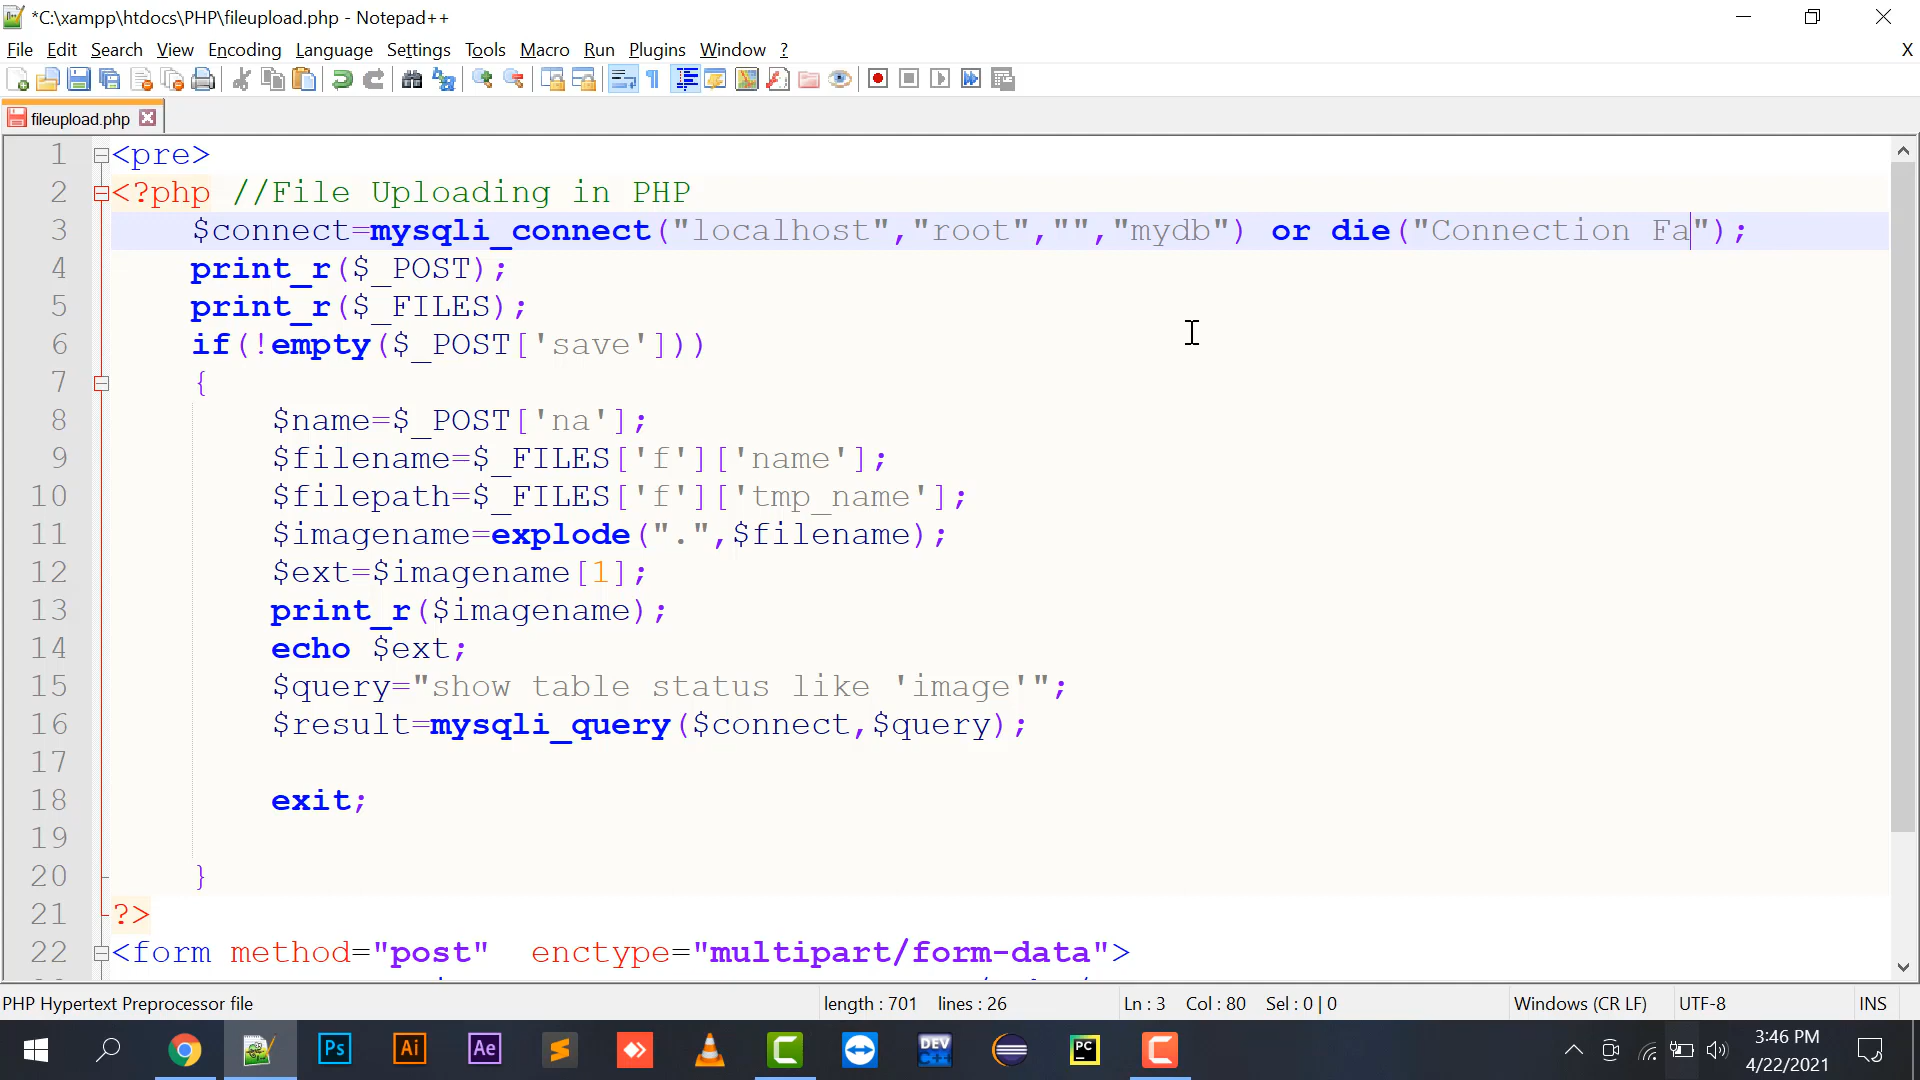 *C:\xampp\htdocs\PHP\fileupload.php - Notepad++
File Edit Search View Encoding Language Settings Tools Macro Run Plugins Window ? X
fileupload.php
1 <pre>
2 <?php //File Uploading in PHP
3 $connect=mysqli_connect("localhost","root","","mydb") or die("Connection Fa");
4 print_r($_POST);
5 print_r($_FILES);
6 if(!empty($_POST['save']))
7 {
8 $name=$_POST['na'];
9 $filename=$_FILES['f']['name'];
10 $filepath=$_FILES['f']['tmp_name'];
11 $imagename=explode(".",$filename);
12 $ext=$imagename[1];
13 print_r($imagename);
14 echo $ext;
15 $query="show table status like 'image'";
16 $result=mysqli_query($connect,$query);
17
18 exit;
19
20 }
21 ?>
22 <form method="post" enctype="multipart/form-data">
PHP Hypertext Preprocessor file length : 701 lines : 26 Ln : 3 Col : 80 Sel : 0 | 0 Windows (CR LF) UTF-8 INS
Ps Ai Ae DEV C++ PC 3:46 PM
4/22/2021